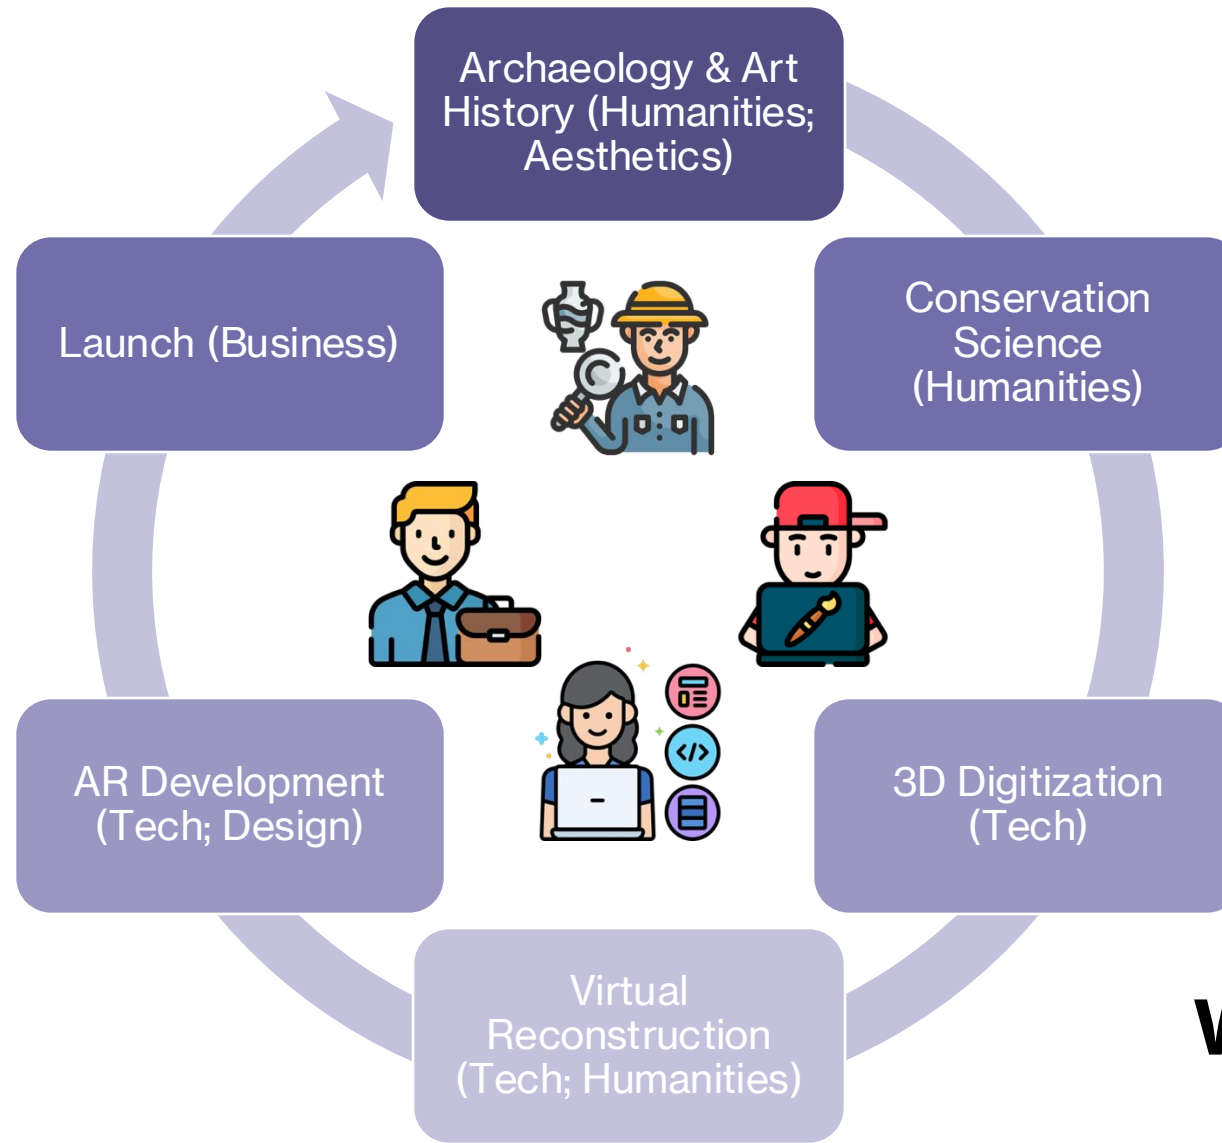 Archaeology & Art
History (Humanities;
Aesthetics)
Conservation
Science
(Humanities)
3D Digitization
(Tech)
Virtual
Reconstruction
(Tech; Humanities)
AR Development
(Tech; Design)
Launch (Business)